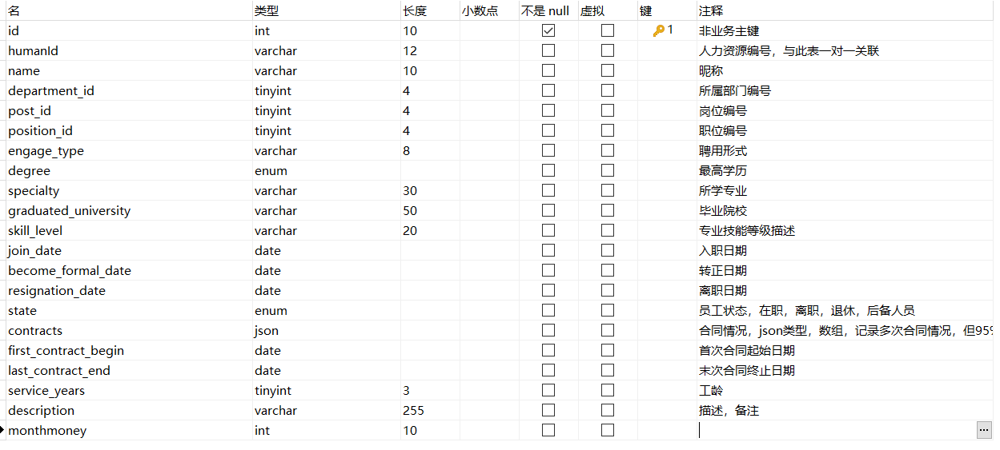 名 类型 长度 小数点 不是 null 虚拟 键 注释
id int 10 1 非业务主键
humanId varchar 12 人力资源编号，与此表一对一关联
name varchar 10 昵称
department_id tinyint 4 所属部门编号
post_id tinyint 4 岗位编号
position_id tinyint 4 职位编号
engage_type varchar 8 聘用形式
degree enum 最高学历
specialty varchar 30 所学专业
graduated_university varchar 50 毕业院校
skill_level varchar 20 专业技能等级描述
join_date date 入职日期
become_formal_date date 转正日期
resignation_date date 离职日期
state enum 员工状态，在职，离职，退休，后备人员
contracts json 合同情况，json类型，数组，记录多次合同情况，但95%
first_contract_begin date 首次合同起始日期
last_contract_end date 末次合同终止日期
service_years tinyint 3 工龄
description varchar 255 描述，备注
monthmoney int 10